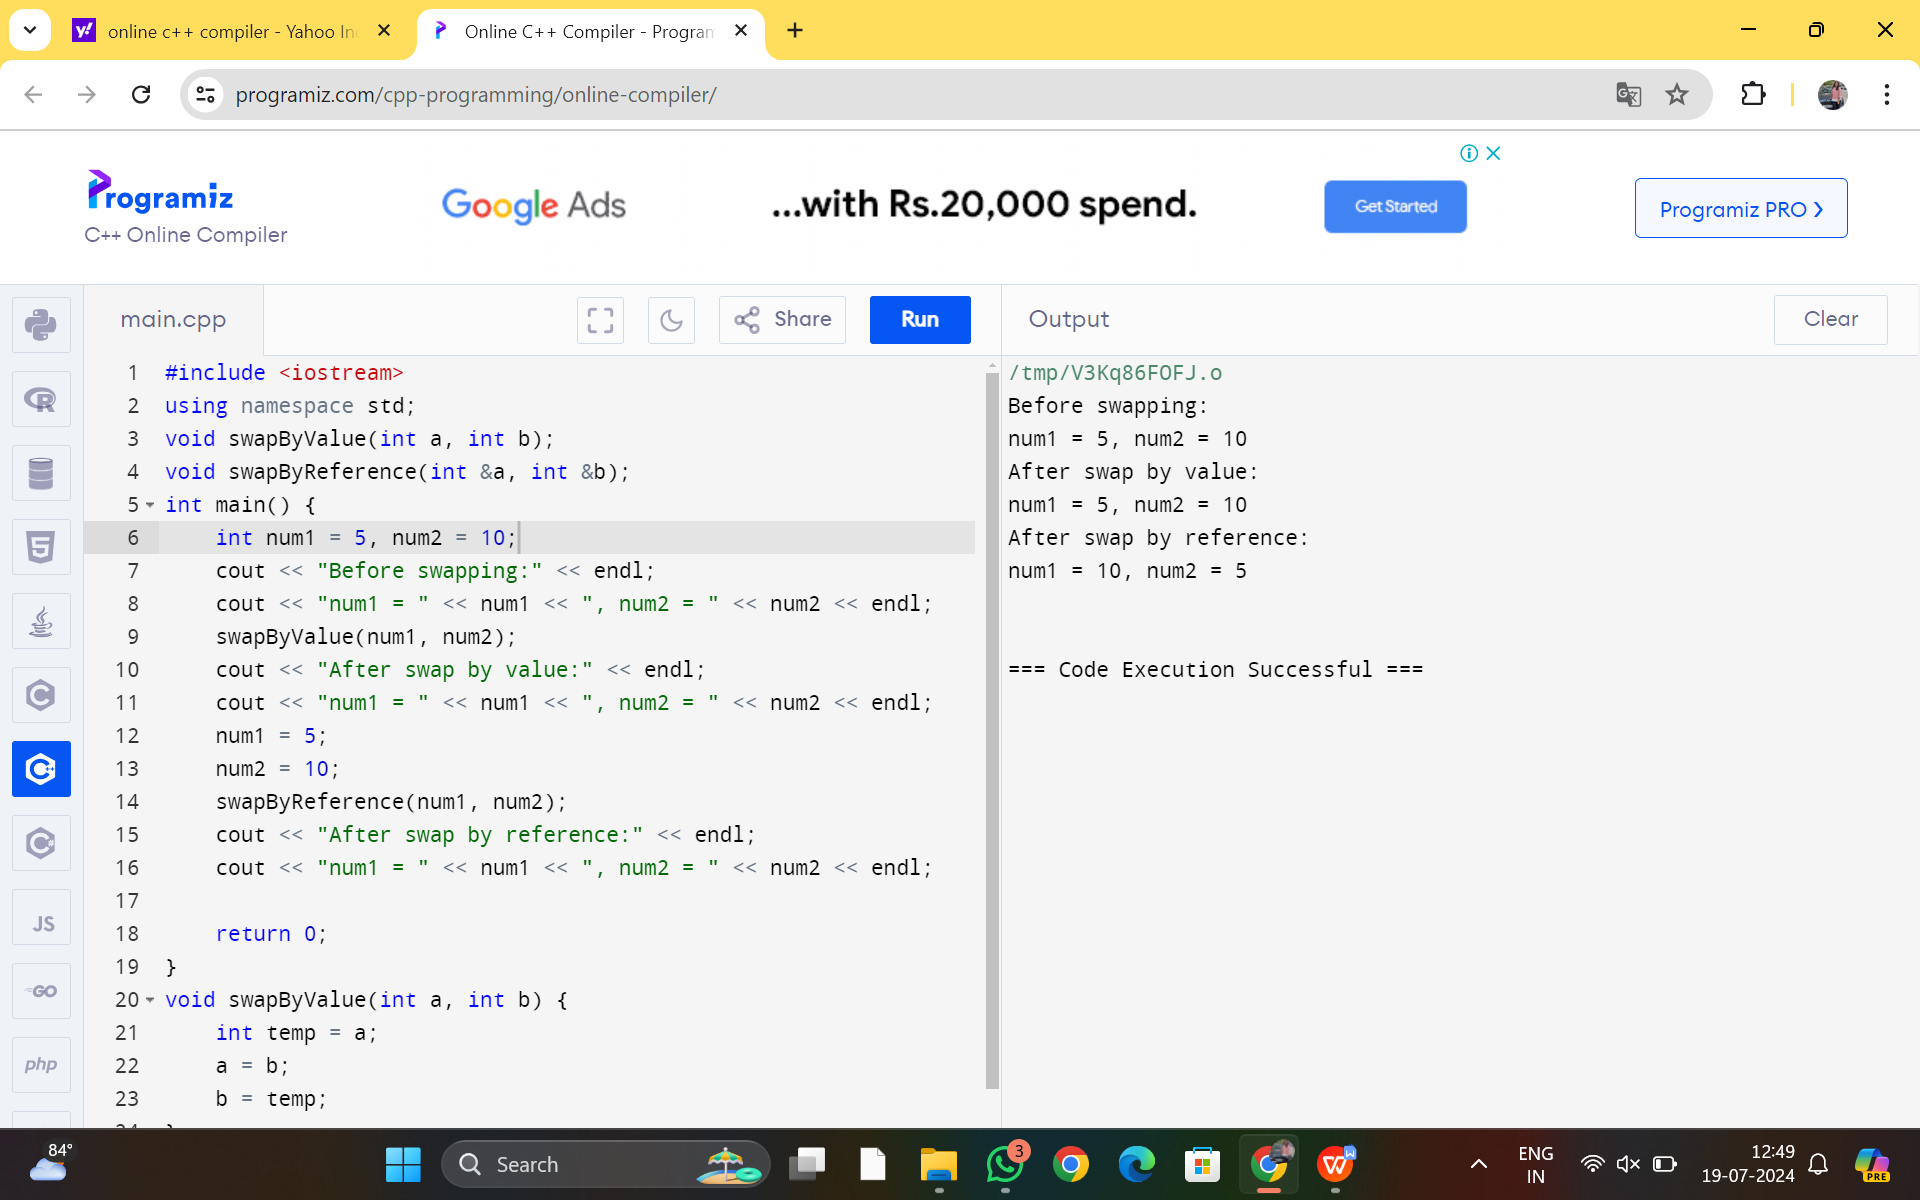 online c++ compiler - Yahoo In
Online C++ Compiler - Program
programiz.com/cpp-programming/online-compiler/
Programiz
C++ Online Compiler
Google Ads
...with Rs.20,000 spend.
Get Started
Programiz PRO ›
main.cpp
Share
Run
Output
Clear
1 #include <iostream>
2 using namespace std;
3 void swapByValue(int a, int b);
4 void swapByReference(int &a, int &b);
5 int main() {
6 int num1 = 5, num2 = 10;
7 cout << "Before swapping:" << endl;
8 cout << "num1 = " << num1 << ", num2 = " << num2 << endl;
9 swapByValue(num1, num2);
10 cout << "After swap by value:" << endl;
11 cout << "num1 = " << num1 << ", num2 = " << num2 << endl;
12 num1 = 5;
13 num2 = 10;
14 swapByReference(num1, num2);
15 cout << "After swap by reference:" << endl;
16 cout << "num1 = " << num1 << ", num2 = " << num2 << endl;
17
18 return 0;
19 }
20 void swapByValue(int a, int b) {
21 int temp = a;
22 a = b;
23 b = temp;
/tmp/V3Kq86FOFJ.o
Before swapping:
num1 = 5, num2 = 10
After swap by value:
num1 = 5, num2 = 10
After swap by reference:
num1 = 10, num2 = 5
=== Code Execution Successful ===
JS
GO
php
84°
Search
3
ENG
IN
12:49
19-07-2024
PRE